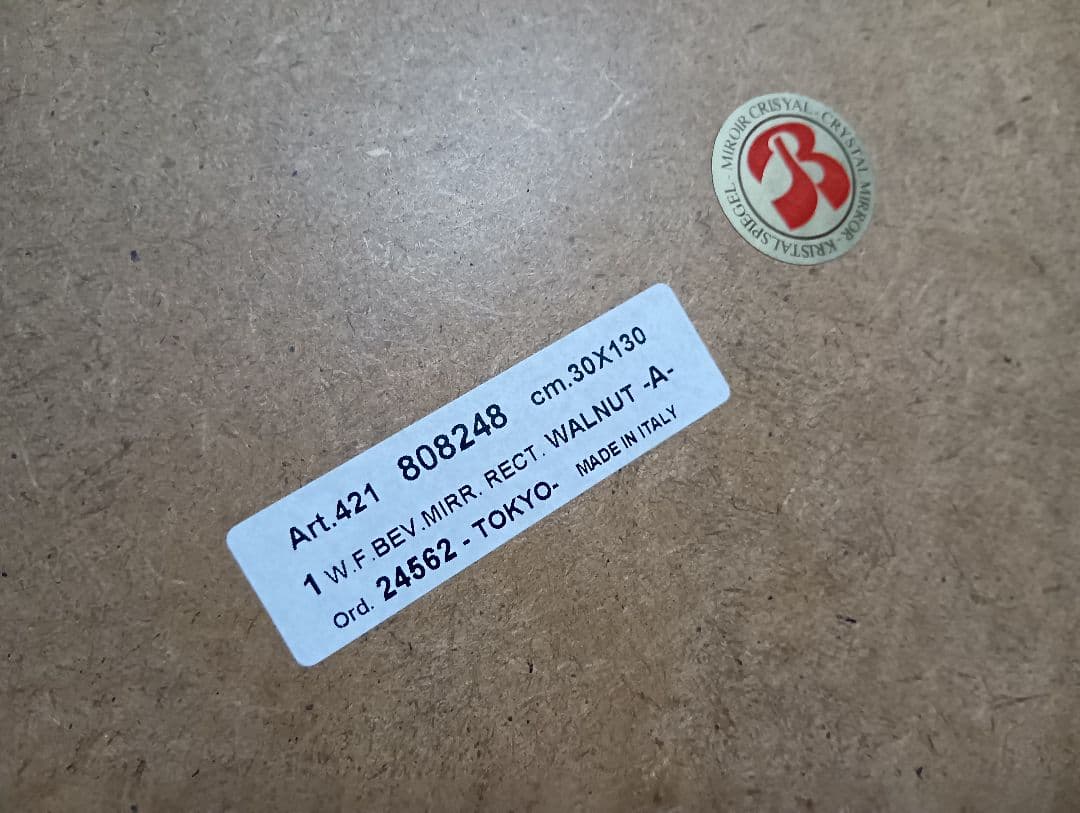 MIROIR CRISYAL - CRYSTAL MIRROR - KRISTALSPIEGEL -
B
Art.421 808248 cm.30X130
1 W.F.BEV.MIRR. RECT. WALNUT -A-
Ord. 24562 - TOKYO- MADE IN ITALY